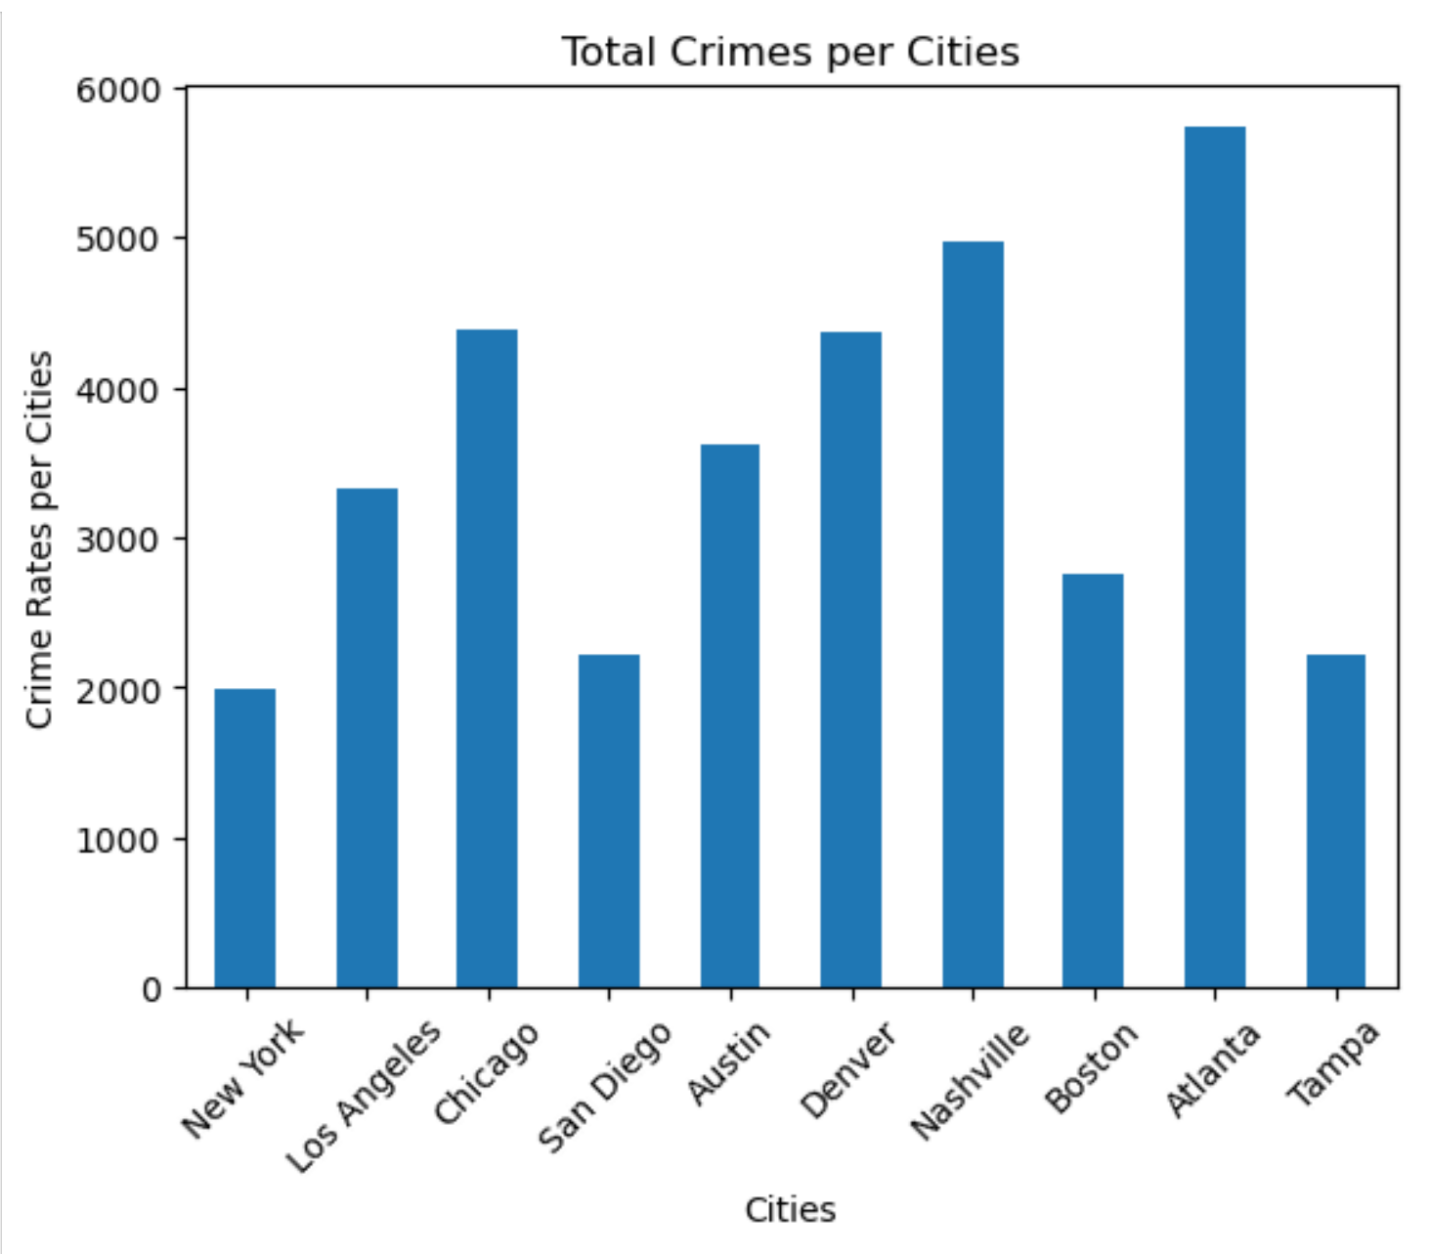 Total Crimes per Cities
6000
5000
4000
3000
2000
1000
0
Crime Rates per Cities
New York
Los Angeles
Chicago
San Diego
Austin
Denver
Nashville
Boston
Atlanta
Tampa
Cities